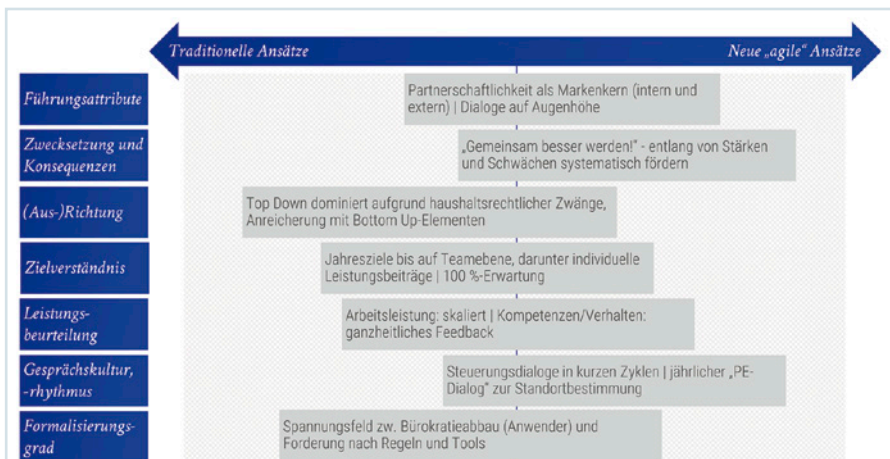 Traditionelle Ansätze
Neue „agile“ Ansätze
Führungsattribute
Partnerschaftlichkeit als Markenkern (intern und
extern) | Dialoge auf Augenhöhe
Zwecksetzung und
Konsequenzen
„Gemeinsam besser werden!“ - entlang von Stärken
und Schwächen systematisch fördern
(Aus-)Richtung
Top Down dominiert aufgrund haushaltsrechtlicher Zwänge,
Anreicherung mit Bottom Up-Elementen
Zielverständnis
Jahresziele bis auf Teamebene, darunter individuelle
Leistungsbeiträge | 100 %-Erwartung
Leistungs-
beurteilung
Arbeitsleistung: skaliert | Kompetenzen/Verhalten:
ganzheitliches Feedback
Gesprächskultur,
-rhythmus
Steuerungsdialoge in kurzen Zyklen | jährlicher „PE-
Dialog“ zur Standortbestimmung
Formalisierungs-
grad
Spannungsfeld zw. Bürokratieabbau (Anwender) und
Forderung nach Regeln und Tools